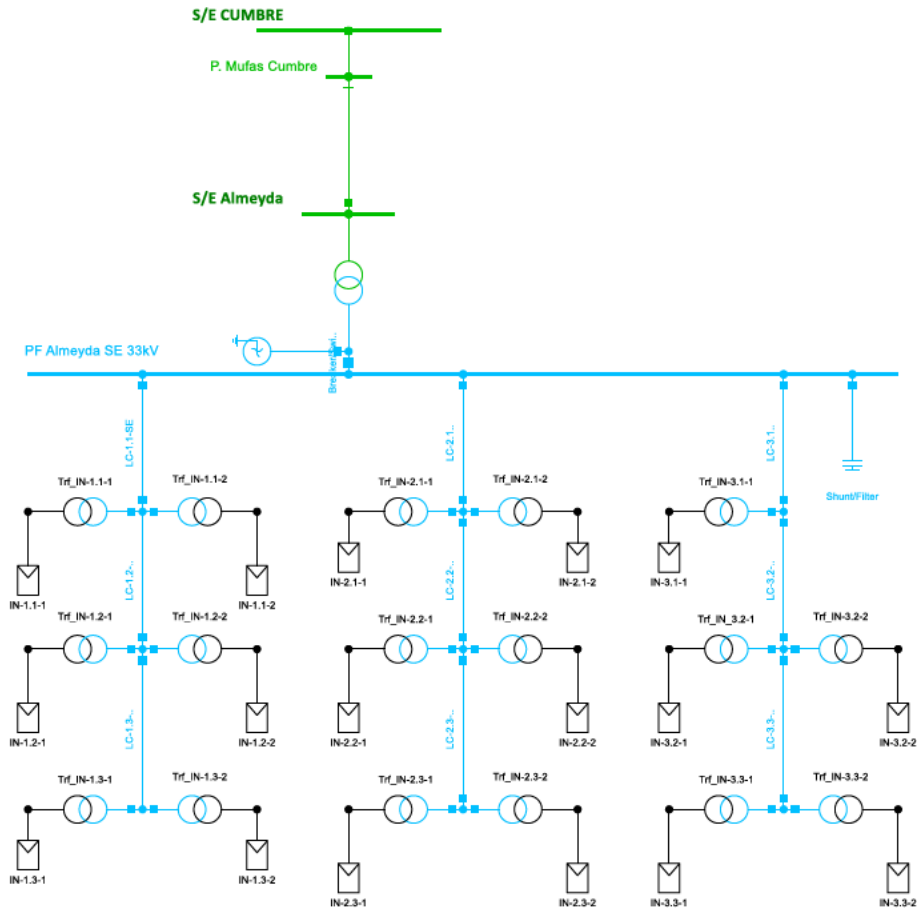 S/E CUMBRE
P. Mufas Cumbre
S/E Almeyda
PF Almeyda SE 33kV
LC-1.1-SE
LC-2.1..
LC-3.1..
Shunt/Filter
Trf_IN-1.1-1
Trf_IN-1.1-2
Trf_IN-2.1-1
Trf_IN-2.1-2
Trf_IN-3.1-1
IN-1.1-1
IN-1.1-2
IN-2.1-1
IN-2.1-2
IN-3.1-1
LC-1.2-..
LC-2.2-..
LC-3.2-..
Trf_IN-1.2-1
Trf_IN-1.2-2
Trf_IN-2.2-1
Trf_IN-2.2-2
Trf_IN_3.2-1
Trf_IN-3.2-2
IN-1.2-1
IN-1.2-2
IN-2.2-1
IN-2.2-2
IN-3.2-1
IN-3.2-2
LC-1.3-..
LC-2.3-..
LC-3.3-..
Trf_IN-1.3-1
Trf_IN-1.3-2
Trf_IN-2.3-1
Trf_IN-2.3-2
Trf_IN-3.3-1
Trf_IN-3.3-2
IN-1.3-1
IN-1.3-2
IN-2.3-1
IN-2.3-2
IN-3.3-1
IN-3.3-2